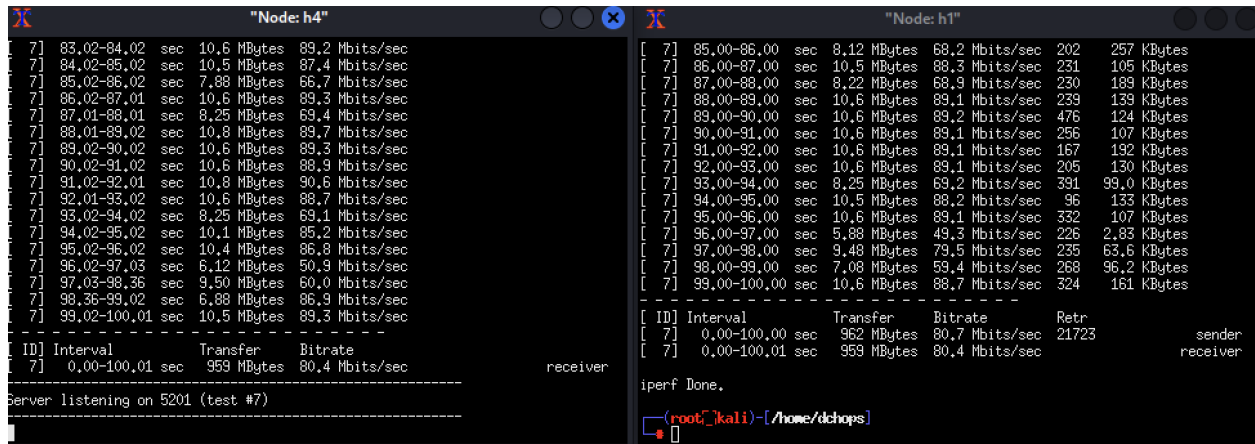 "Node: h4"
[ 7] 83.02-84.02 sec 10.6 MBytes 89.2 Mbits/sec
[ 7] 84.02-85.02 sec 10.5 MBytes 87.4 Mbits/sec
[ 7] 85.02-86.02 sec 7.88 MBytes 66.7 Mbits/sec
[ 7] 86.02-87.01 sec 10.6 MBytes 89.3 Mbits/sec
[ 7] 87.01-88.01 sec 8.25 MBytes 69.4 Mbits/sec
[ 7] 88.01-89.02 sec 10.8 MBytes 89.7 Mbits/sec
[ 7] 89.02-90.02 sec 10.6 MBytes 89.3 Mbits/sec
[ 7] 90.02-91.02 sec 10.6 MBytes 88.9 Mbits/sec
[ 7] 91.02-92.01 sec 10.8 MBytes 90.6 Mbits/sec
[ 7] 92.01-93.02 sec 10.6 MBytes 88.7 Mbits/sec
[ 7] 93.02-94.02 sec 8.25 MBytes 69.1 Mbits/sec
[ 7] 94.02-95.02 sec 10.1 MBytes 85.2 Mbits/sec
[ 7] 95.02-96.02 sec 10.4 MBytes 86.8 Mbits/sec
[ 7] 96.02-97.03 sec 6.12 MBytes 50.9 Mbits/sec
[ 7] 97.03-98.36 sec 9.50 MBytes 60.0 Mbits/sec
[ 7] 98.36-99.02 sec 6.88 MBytes 86.9 Mbits/sec
[ 7] 99.02-100.01 sec 10.5 MBytes 89.3 Mbits/sec
- - - - - - - - - - - - - - - - - - - - - - - - -
[ ID] Interval Transfer Bitrate
[ 7] 0.00-100.01 sec 959 MBytes 80.4 Mbits/sec receiver
-----------------------------------------------------------
Server listening on 5201 (test #7)
-----------------------------------------------------------
"Node: h1"
[ 7] 85.00-86.00 sec 8.12 MBytes 68.2 Mbits/sec 202 257 KBytes
[ 7] 86.00-87.00 sec 10.5 MBytes 88.3 Mbits/sec 231 105 KBytes
[ 7] 87.00-88.00 sec 8.22 MBytes 68.9 Mbits/sec 230 189 KBytes
[ 7] 88.00-89.00 sec 10.6 MBytes 89.1 Mbits/sec 239 139 KBytes
[ 7] 89.00-90.00 sec 10.6 MBytes 89.2 Mbits/sec 476 124 KBytes
[ 7] 90.00-91.00 sec 10.6 MBytes 89.1 Mbits/sec 256 107 KBytes
[ 7] 91.00-92.00 sec 10.6 MBytes 89.1 Mbits/sec 167 192 KBytes
[ 7] 92.00-93.00 sec 10.6 MBytes 89.1 Mbits/sec 205 130 KBytes
[ 7] 93.00-94.00 sec 8.25 MBytes 69.2 Mbits/sec 391 99.0 KBytes
[ 7] 94.00-95.00 sec 10.5 MBytes 88.2 Mbits/sec 96 133 KBytes
[ 7] 95.00-96.00 sec 10.6 MBytes 89.1 Mbits/sec 332 107 KBytes
[ 7] 96.00-97.00 sec 5.88 MBytes 49.3 Mbits/sec 226 2.83 KBytes
[ 7] 97.00-98.00 sec 9.48 MBytes 79.5 Mbits/sec 235 63.6 KBytes
[ 7] 98.00-99.00 sec 7.08 MBytes 59.4 Mbits/sec 268 96.2 KBytes
[ 7] 99.00-100.00 sec 10.6 MBytes 88.7 Mbits/sec 324 161 KBytes
- - - - - - - - - - - - - - - - - - - - - - - - -
[ ID] Interval Transfer Bitrate Retr
[ 7] 0.00-100.00 sec 962 MBytes 80.7 Mbits/sec 21723 sender
[ 7] 0.00-100.01 sec 959 MBytes 80.4 Mbits/sec receiver
iperf Done.
(root kali)-[/home/dchops]
#